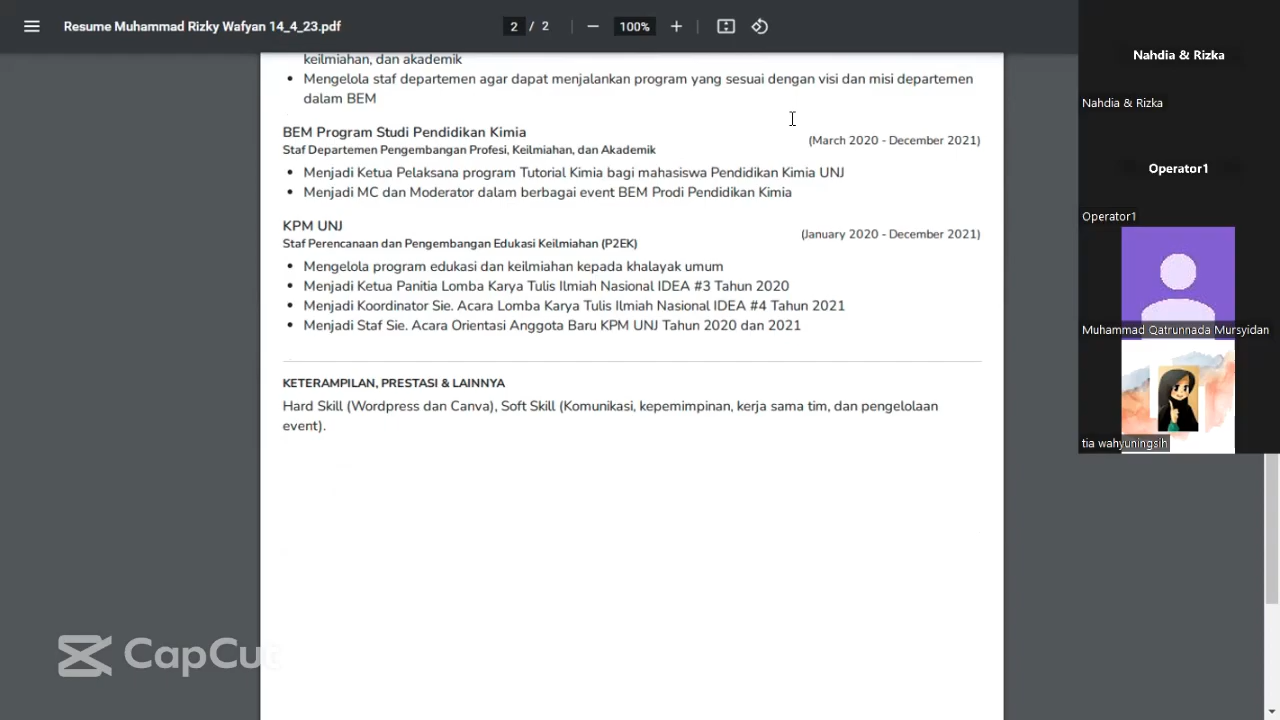 Resume Muhammad Rizky Wafyan 14_4_23.pdf
2 / 2
100%
keilmiahan, dan akademik
Mengelola staf departemen agar dapat menjalankan program yang sesuai dengan visi dan misi departemen
dalam BEM
BEM Program Studi Pendidikan Kimia
(March 2020 - December 2021)
Staf Departemen Pengembangan Profesi, Keilmiahan, dan Akademik
Menjadi Ketua Pelaksana program Tutorial Kimia bagi mahasiswa Pendidikan Kimia UNJ
Menjadi MC dan Moderator dalam berbagai event BEM Prodi Pendidikan Kimia
KPM UNJ
(January 2020 - December 2021)
Staf Perencanaan dan Pengembangan Edukasi Keilmiahan (P2EK)
Mengelola program edukasi dan keilmiahan kepada khalayak umum
Menjadi Ketua Panitia Lomba Karya Tulis Ilmiah Nasional IDEA #3 Tahun 2020
Menjadi Koordinator Sie. Acara Lomba Karya Tulis Ilmiah Nasional IDEA #4 Tahun 2021
Menjadi Staf Sie. Acara Orientasi Anggota Baru KPM UNJ Tahun 2020 dan 2021
KETERAMPILAN, PRESTASI & LAINNYA
Hard Skill (Wordpress dan Canva), Soft Skill (Komunikasi, kepemimpinan, kerja sama tim, dan pengelolaan
event).
Nahdia & Rizka
Nahdia & Rizka
Operator1
Operator1
Muhammad Qatrunnada Mursyidan
tia wahyuningsih
CapCut